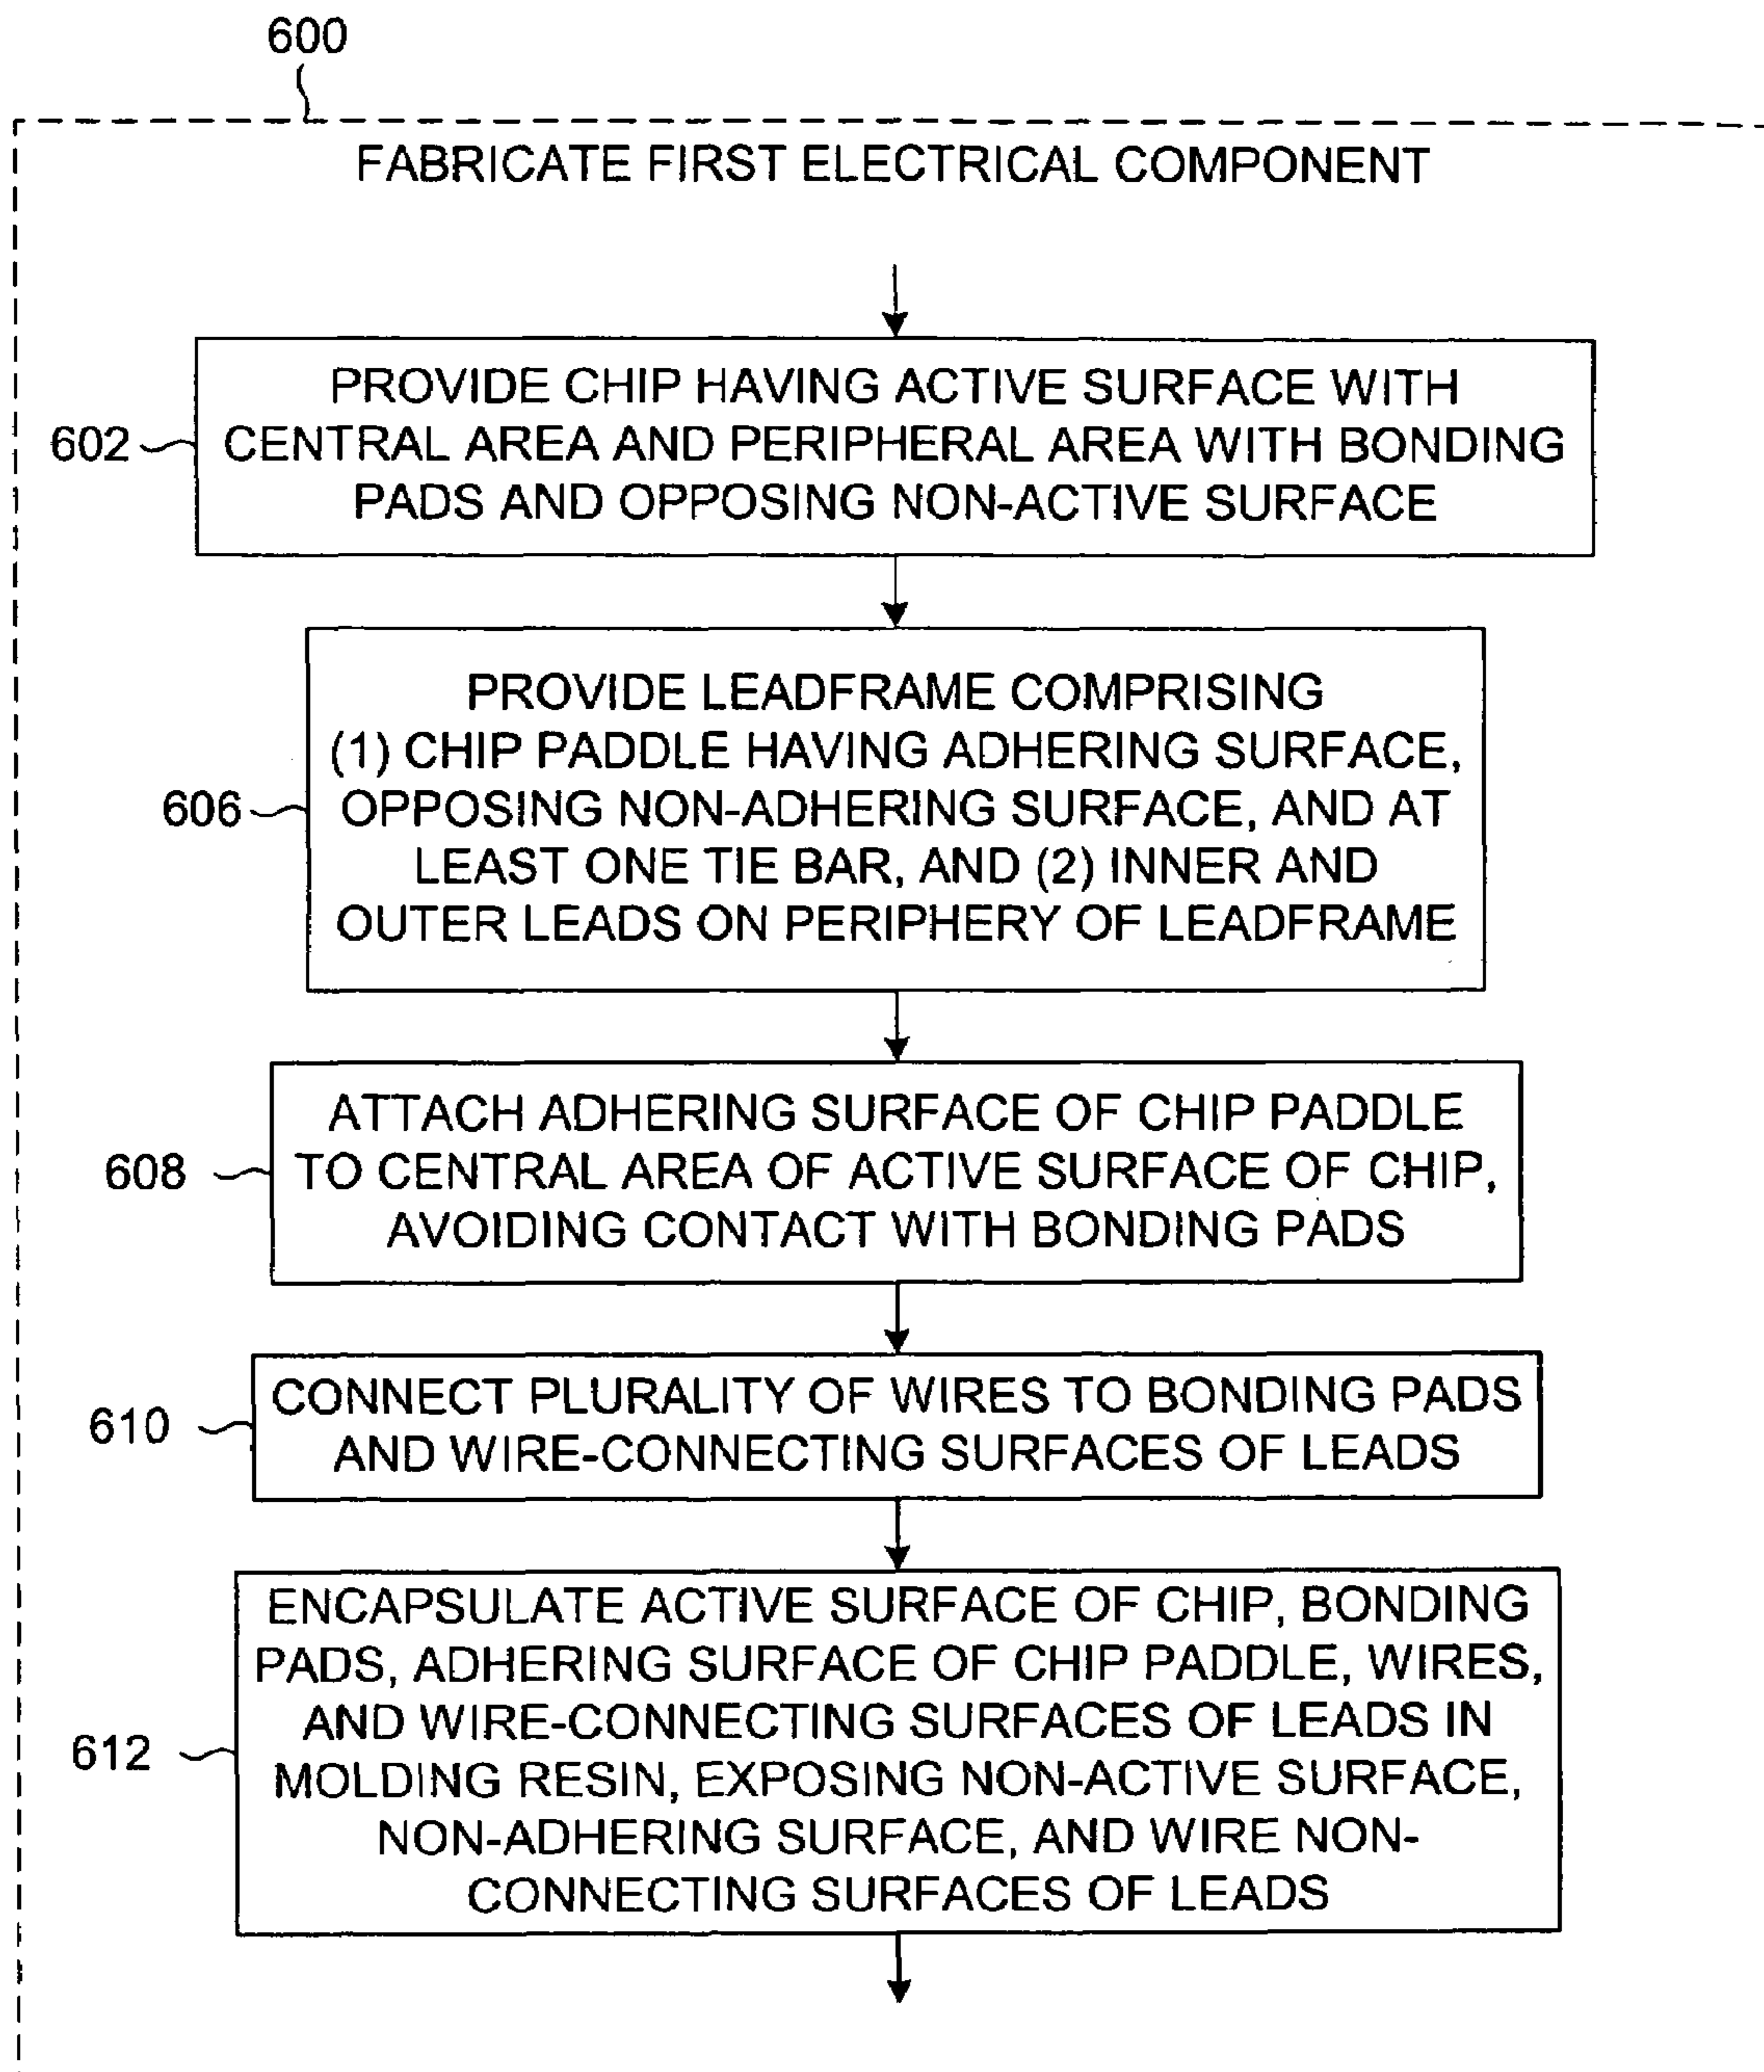 600
FABRICATE FIRST ELECTRICAL COMPONENT
602
PROVIDE CHIP HAVING ACTIVE SURFACE WITH
CENTRAL AREA AND PERIPHERAL AREA WITH BONDING
PADS AND OPPOSING NON-ACTIVE SURFACE
606
PROVIDE LEADFRAME COMPRISING
(1) CHIP PADDLE HAVING ADHERING SURFACE,
OPPOSING NON-ADHERING SURFACE, AND AT
LEAST ONE TIE BAR, AND (2) INNER AND
OUTER LEADS ON PERIPHERY OF LEADFRAME
608
ATTACH ADHERING SURFACE OF CHIP PADDLE
TO CENTRAL AREA OF ACTIVE SURFACE OF CHIP,
AVOIDING CONTACT WITH BONDING PADS
610
CONNECT PLURALITY OF WIRES TO BONDING PADS
AND WIRE-CONNECTING SURFACES OF LEADS
612
ENCAPSULATE ACTIVE SURFACE OF CHIP, BONDING
PADS, ADHERING SURFACE OF CHIP PADDLE, WIRES,
AND WIRE-CONNECTING SURFACES OF LEADS IN
MOLDING RESIN, EXPOSING NON-ACTIVE SURFACE,
NON-ADHERING SURFACE, AND WIRE NON-
CONNECTING SURFACES OF LEADS